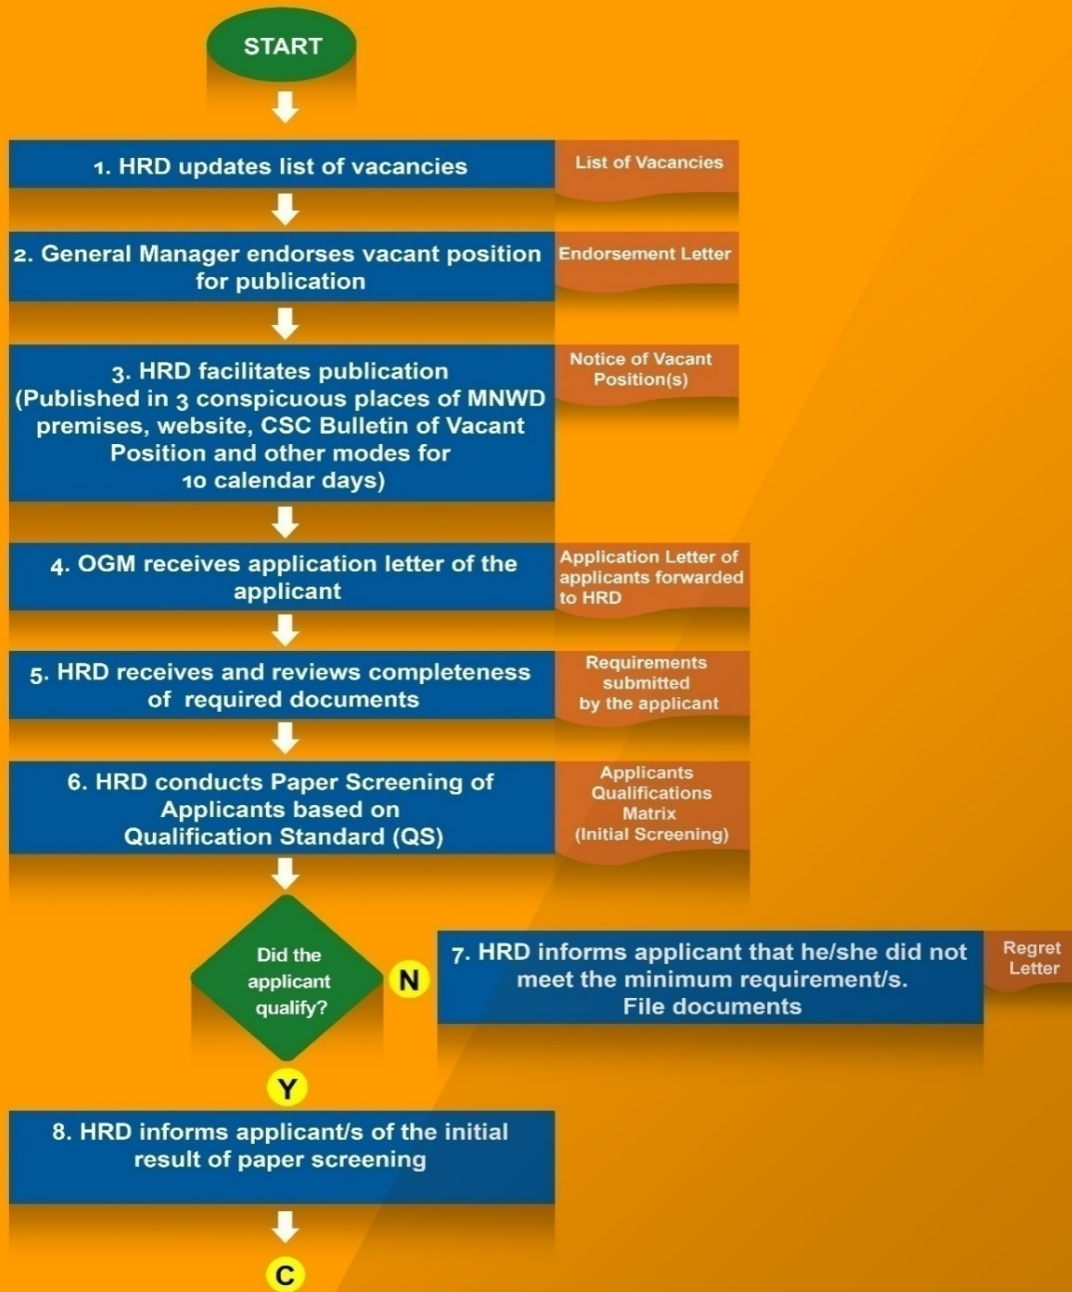 START
1. HRD updates list of vacancies
List of Vacancies
2. General Manager endorses vacant position
for publication
Endorsement Letter
3. HRD facilitates publication
(Published in 3 conspicuous places of MNWD
premises, website, CSC Bulletin of Vacant
Position and other modes for
10 calendar days)
Notice of Vacant
Position(s)
4. OGM receives application letter of the
applicant
Application Letter of
applicants forwarded
to HRD
5. HRD receives and reviews completeness
of required documents
Requirements
submitted
by the applicant
6. HRD conducts Paper Screening of
Applicants based on
Qualification Standard (QS)
Applicants
Qualifications
Matrix
(Initial Screening)
Did the
applicant
qualify?
N
7. HRD informs applicant that he/she did not
meet the minimum requirement/s.
File documents
Regret
Letter
Y
8. HRD informs applicant/s of the initial
result of paper screening
C